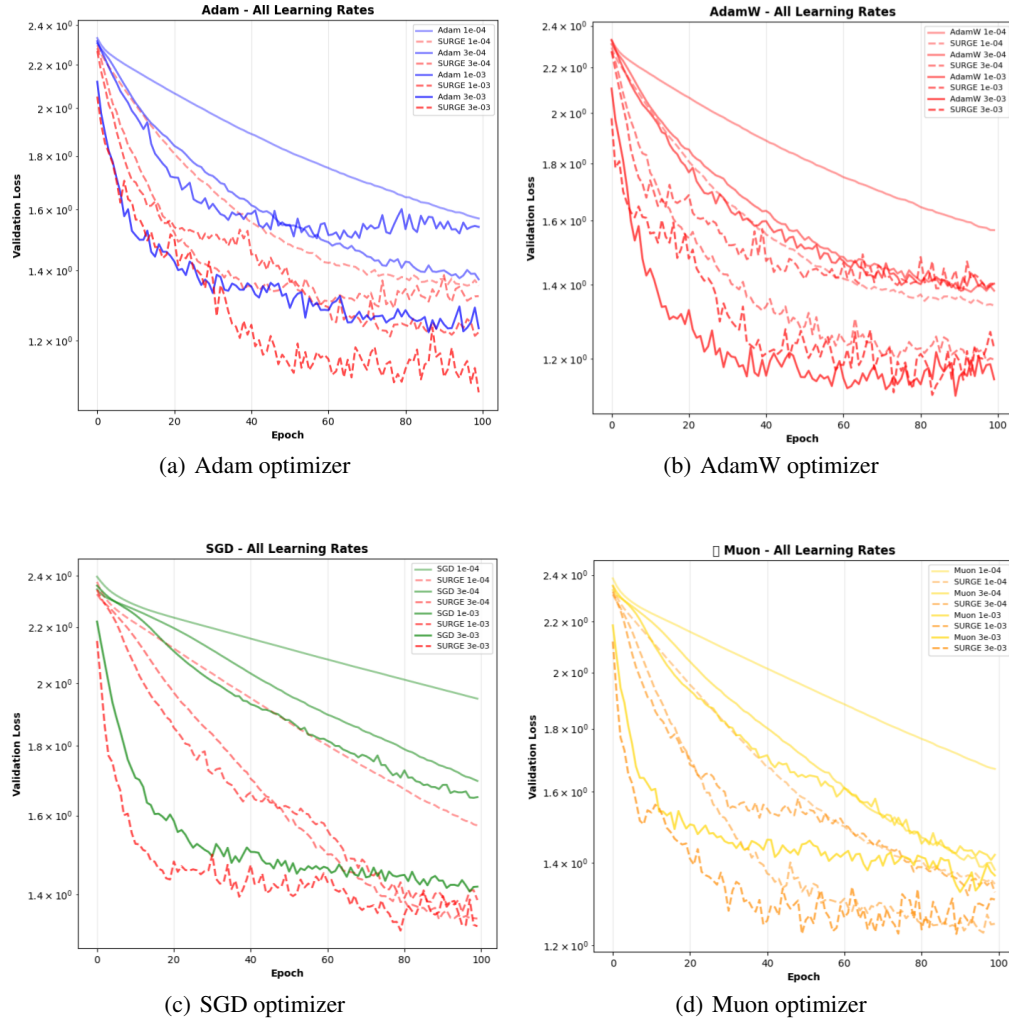 Adam - All Learning Rates
Validation Loss
2.4 × 10⁰
2.2 × 10⁰
2 × 10⁰
1.8 × 10⁰
1.6 × 10⁰
1.4 × 10⁰
1.2 × 10⁰
Adam 1e-04
SURGE 1e-04
Adam 3e-04
SURGE 3e-04
Adam 1e-03
SURGE 1e-03
Adam 3e-03
SURGE 3e-03
0 20 40 60 80 100
Epoch
(a) Adam optimizer
AdamW - All Learning Rates
Validation Loss
2.4 × 10⁰
2.2 × 10⁰
2 × 10⁰
1.8 × 10⁰
1.6 × 10⁰
1.4 × 10⁰
1.2 × 10⁰
AdamW 1e-04
SURGE 1e-04
AdamW 3e-04
SURGE 3e-04
AdamW 1e-03
SURGE 1e-03
AdamW 3e-03
SURGE 3e-03
0 20 40 60 80 100
Epoch
(b) AdamW optimizer
SGD - All Learning Rates
Validation Loss
2.4 × 10⁰
2.2 × 10⁰
2 × 10⁰
1.8 × 10⁰
1.6 × 10⁰
1.4 × 10⁰
SGD 1e-04
SURGE 1e-04
SGD 3e-04
SURGE 3e-04
SGD 1e-03
SURGE 1e-03
SGD 3e-03
SURGE 3e-03
0 20 40 60 80 100
Epoch
(c) SGD optimizer
▯ Muon - All Learning Rates
Validation Loss
2.4 × 10⁰
2.2 × 10⁰
2 × 10⁰
1.8 × 10⁰
1.6 × 10⁰
1.4 × 10⁰
1.2 × 10⁰
Muon 1e-04
SURGE 1e-04
Muon 3e-04
SURGE 3e-04
Muon 1e-03
SURGE 1e-03
Muon 3e-03
SURGE 3e-03
0 20 40 60 80 100
Epoch
(d) Muon optimizer